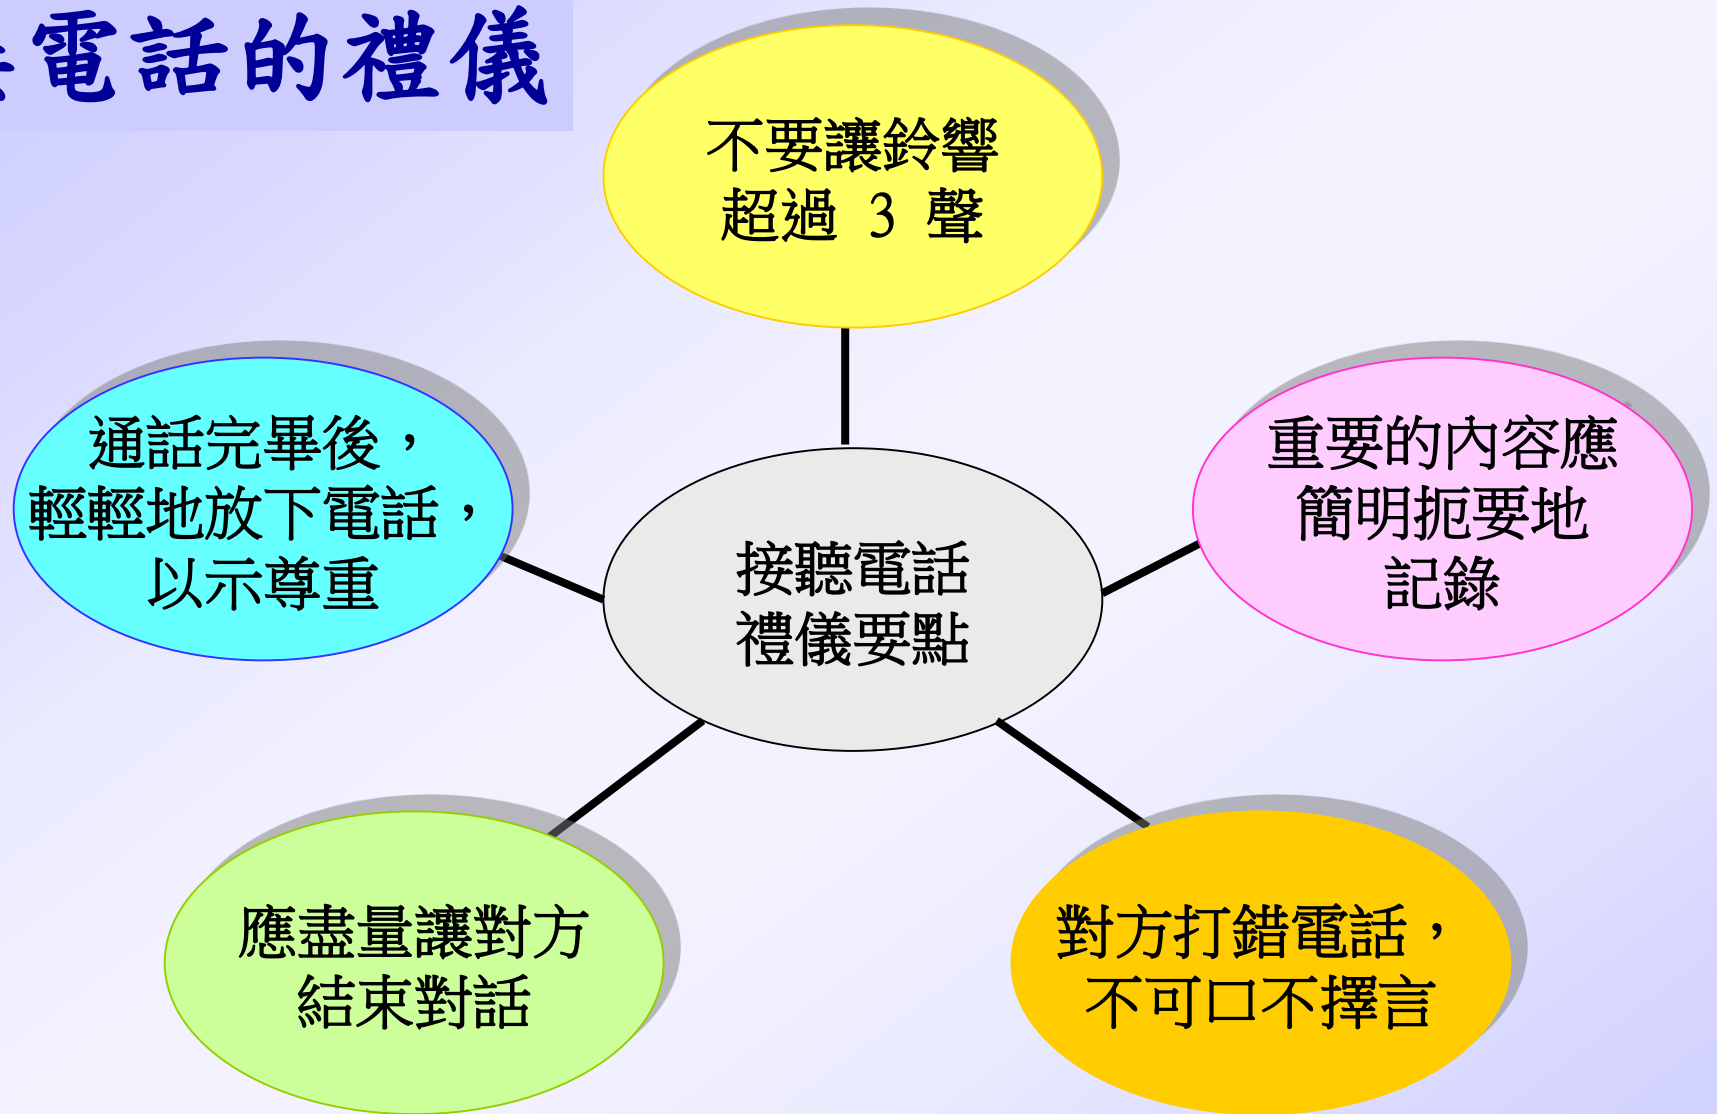 電話的禮儀
不要讓鈴響
超過 3 聲
通話完畢後，
輕輕地放下電話，
以示尊重
重要的內容應
簡明扼要地
記錄
接聽電話
禮儀要點
應盡量讓對方
結束對話
對方打錯電話，
不可口不擇言